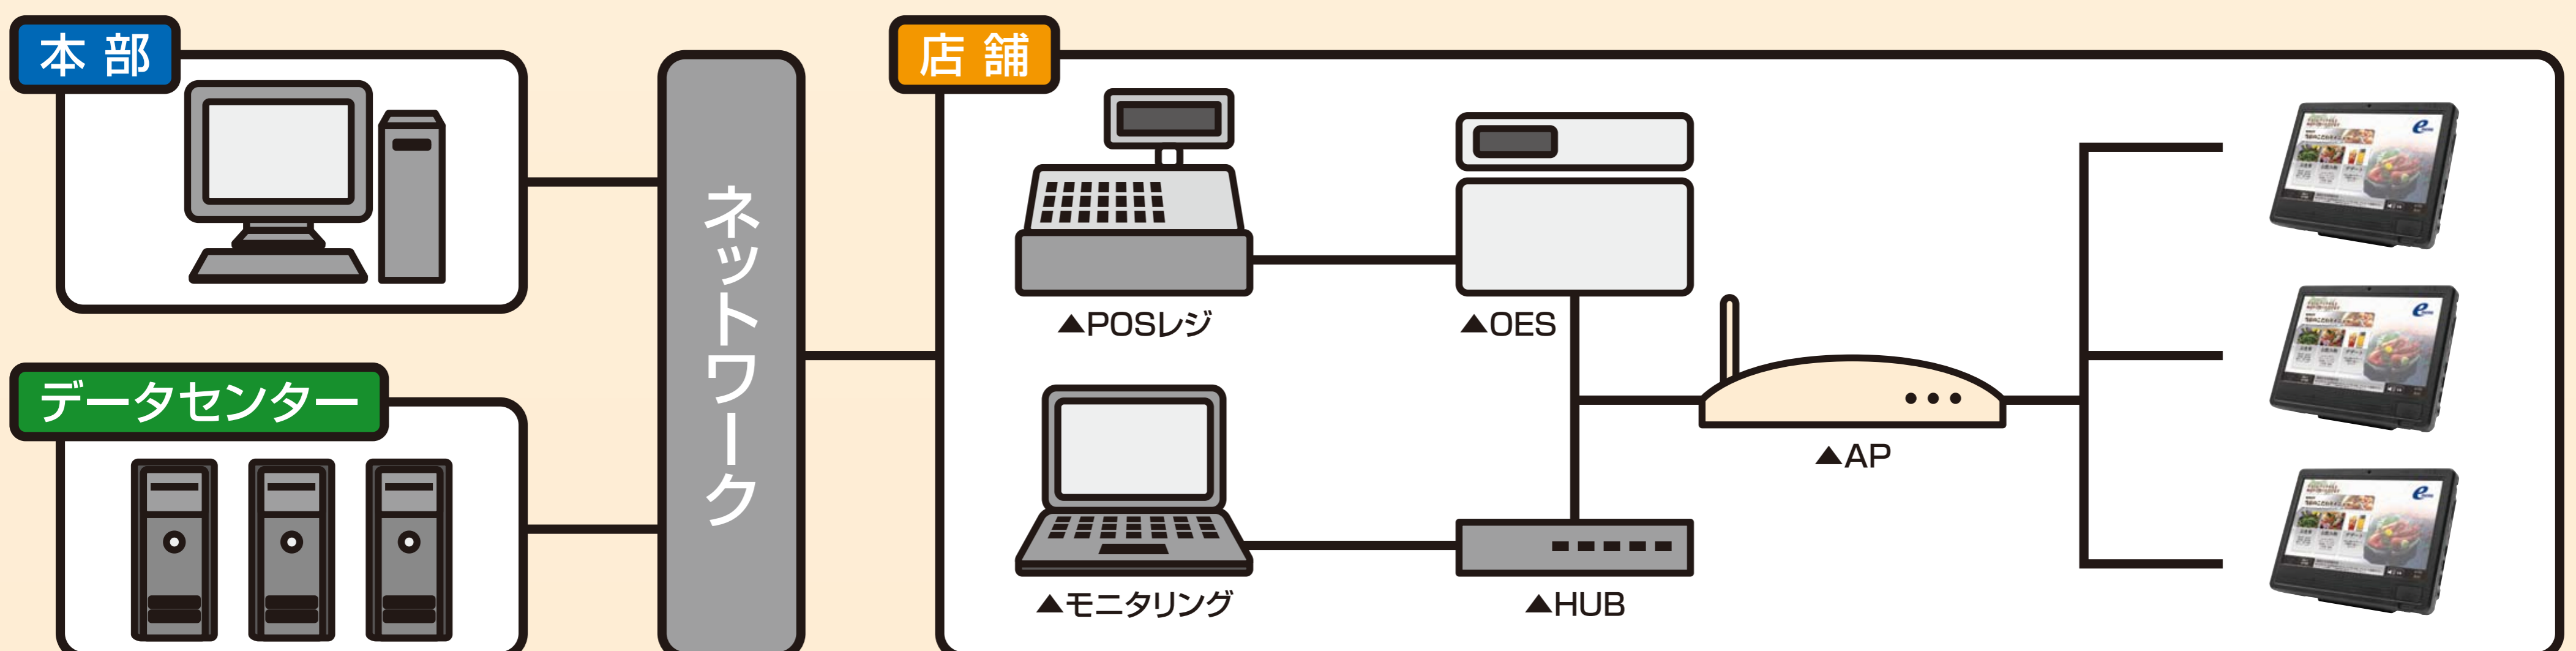 本部
データセンター
ネットワーク
店舗
▲POSレジ
▲OES
▲モニタリング
▲HUB
▲AP